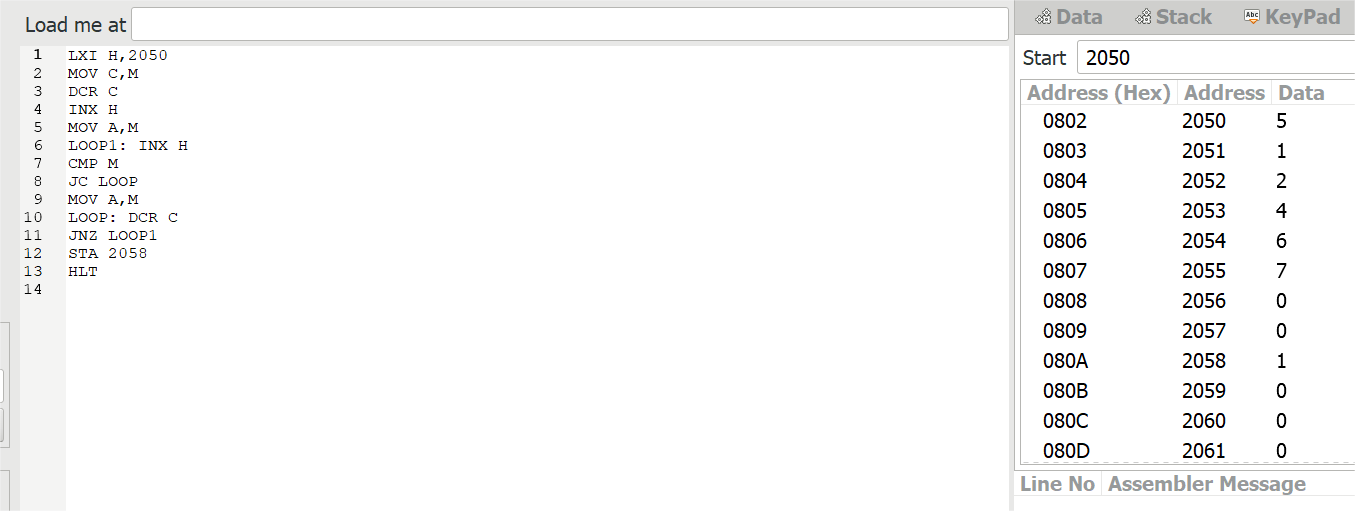 Load me at
1 LXI H,2050
2 MOV C,M
3 DCR C
4 INX H
5 MOV A,M
6 LOOP1: INX H
7 CMP M
8 JC LOOP
9 MOV A,M
10 LOOP: DCR C
11 JNZ LOOP1
12 STA 2058
13 HLT
14
Data Stack Abc KeyPad
Start 2050
Address (Hex) Address Data
0802 2050 5
0803 2051 1
0804 2052 2
0805 2053 4
0806 2054 6
0807 2055 7
0808 2056 0
0809 2057 0
080A 2058 1
080B 2059 0
080C 2060 0
080D 2061 0
Line No Assembler Message